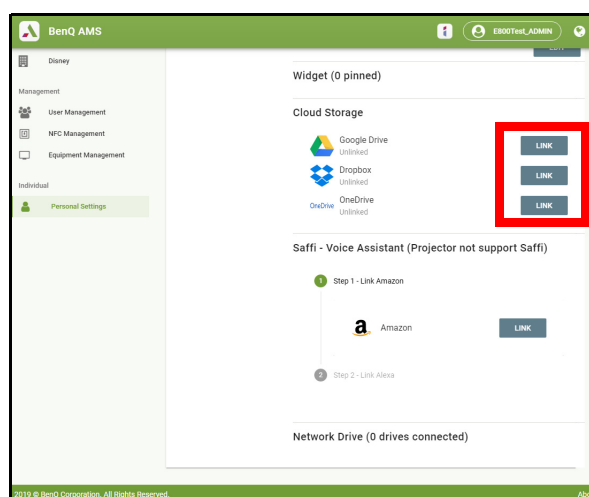 BenQ AMS
E800Test_ADMIN
Disney
Management
User Management
NFC Management
Equipment Management
Individual
Personal Settings
EDIT
Widget (0 pinned)
Cloud Storage
Google Drive
Unlinked
LINK
Dropbox
Unlinked
LINK
OneDrive
OneDrive
Unlinked
LINK
Saffi - Voice Assistant (Projector not support Saffi)
1 Step 1 - Link Amazon
a Amazon
LINK
2 Step 2 - Link Alexa
Network Drive (0 drives connected)
2019 © BenQ Corporation. All Rights Reserved.
Abo